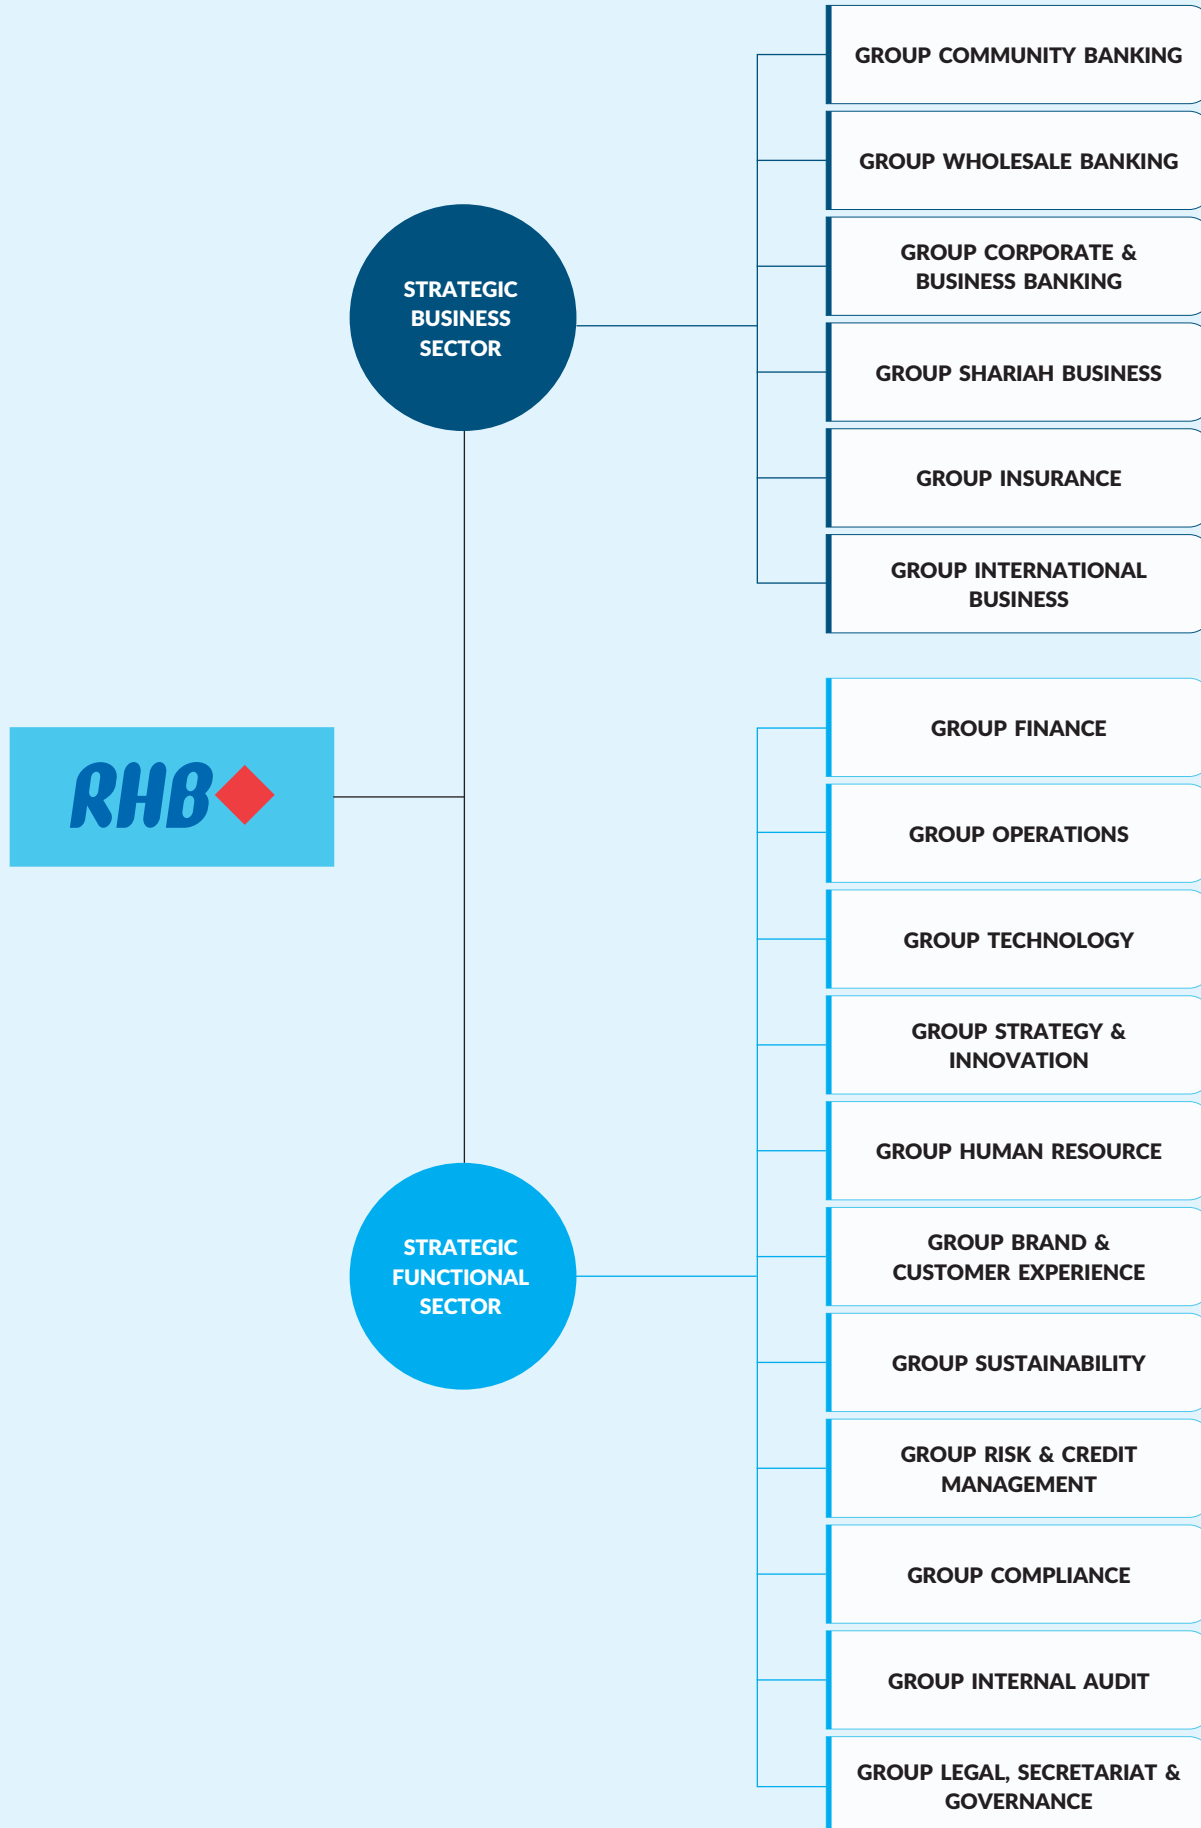 GROUP COMMUNITY BANKING
GROUP WHOLESALE BANKING
GROUP CORPORATE &
BUSINESS BANKING
STRATEGIC
BUSINESS
SECTOR
GROUP SHARIAH BUSINESS
GROUP INSURANCE
GROUP INTERNATIONAL
BUSINESS
RHB
GROUP FINANCE
GROUP OPERATIONS
GROUP TECHNOLOGY
GROUP STRATEGY &
INNOVATION
GROUP HUMAN RESOURCE
STRATEGIC
FUNCTIONAL
SECTOR
GROUP BRAND &
CUSTOMER EXPERIENCE
GROUP SUSTAINABILITY
GROUP RISK & CREDIT
MANAGEMENT
GROUP COMPLIANCE
GROUP INTERNAL AUDIT
GROUP LEGAL, SECRETARIAT &
GOVERNANCE